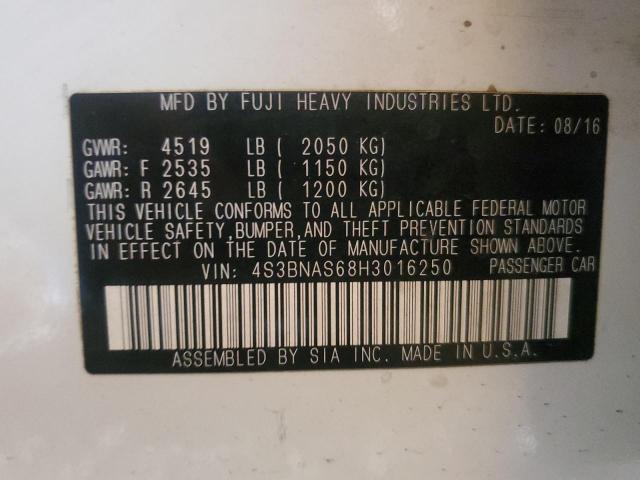 MFD BY FUJI HEAVY INDUSTRIES LTD.
DATE: 08/16
GVWR: 4519 LB ( 2050 KG)
GAWR: F 2535 LB ( 1150 KG)
GAWR: R 2645 LB ( 1200 KG)
THIS VEHICLE CONFORMS TO ALL APPLICABLE FEDERAL MOTOR
VEHICLE SAFETY,BUMPER,AND THEFT PREVENTION STANDARDS
IN EFFECT ON THE DATE OF MANUFACTURE SHOWN ABOVE.
VIN: 4S3BNAS68H3016250 PASSENGER CAR
ASSEMBLED BY SIA INC. MADE IN U.S.A.